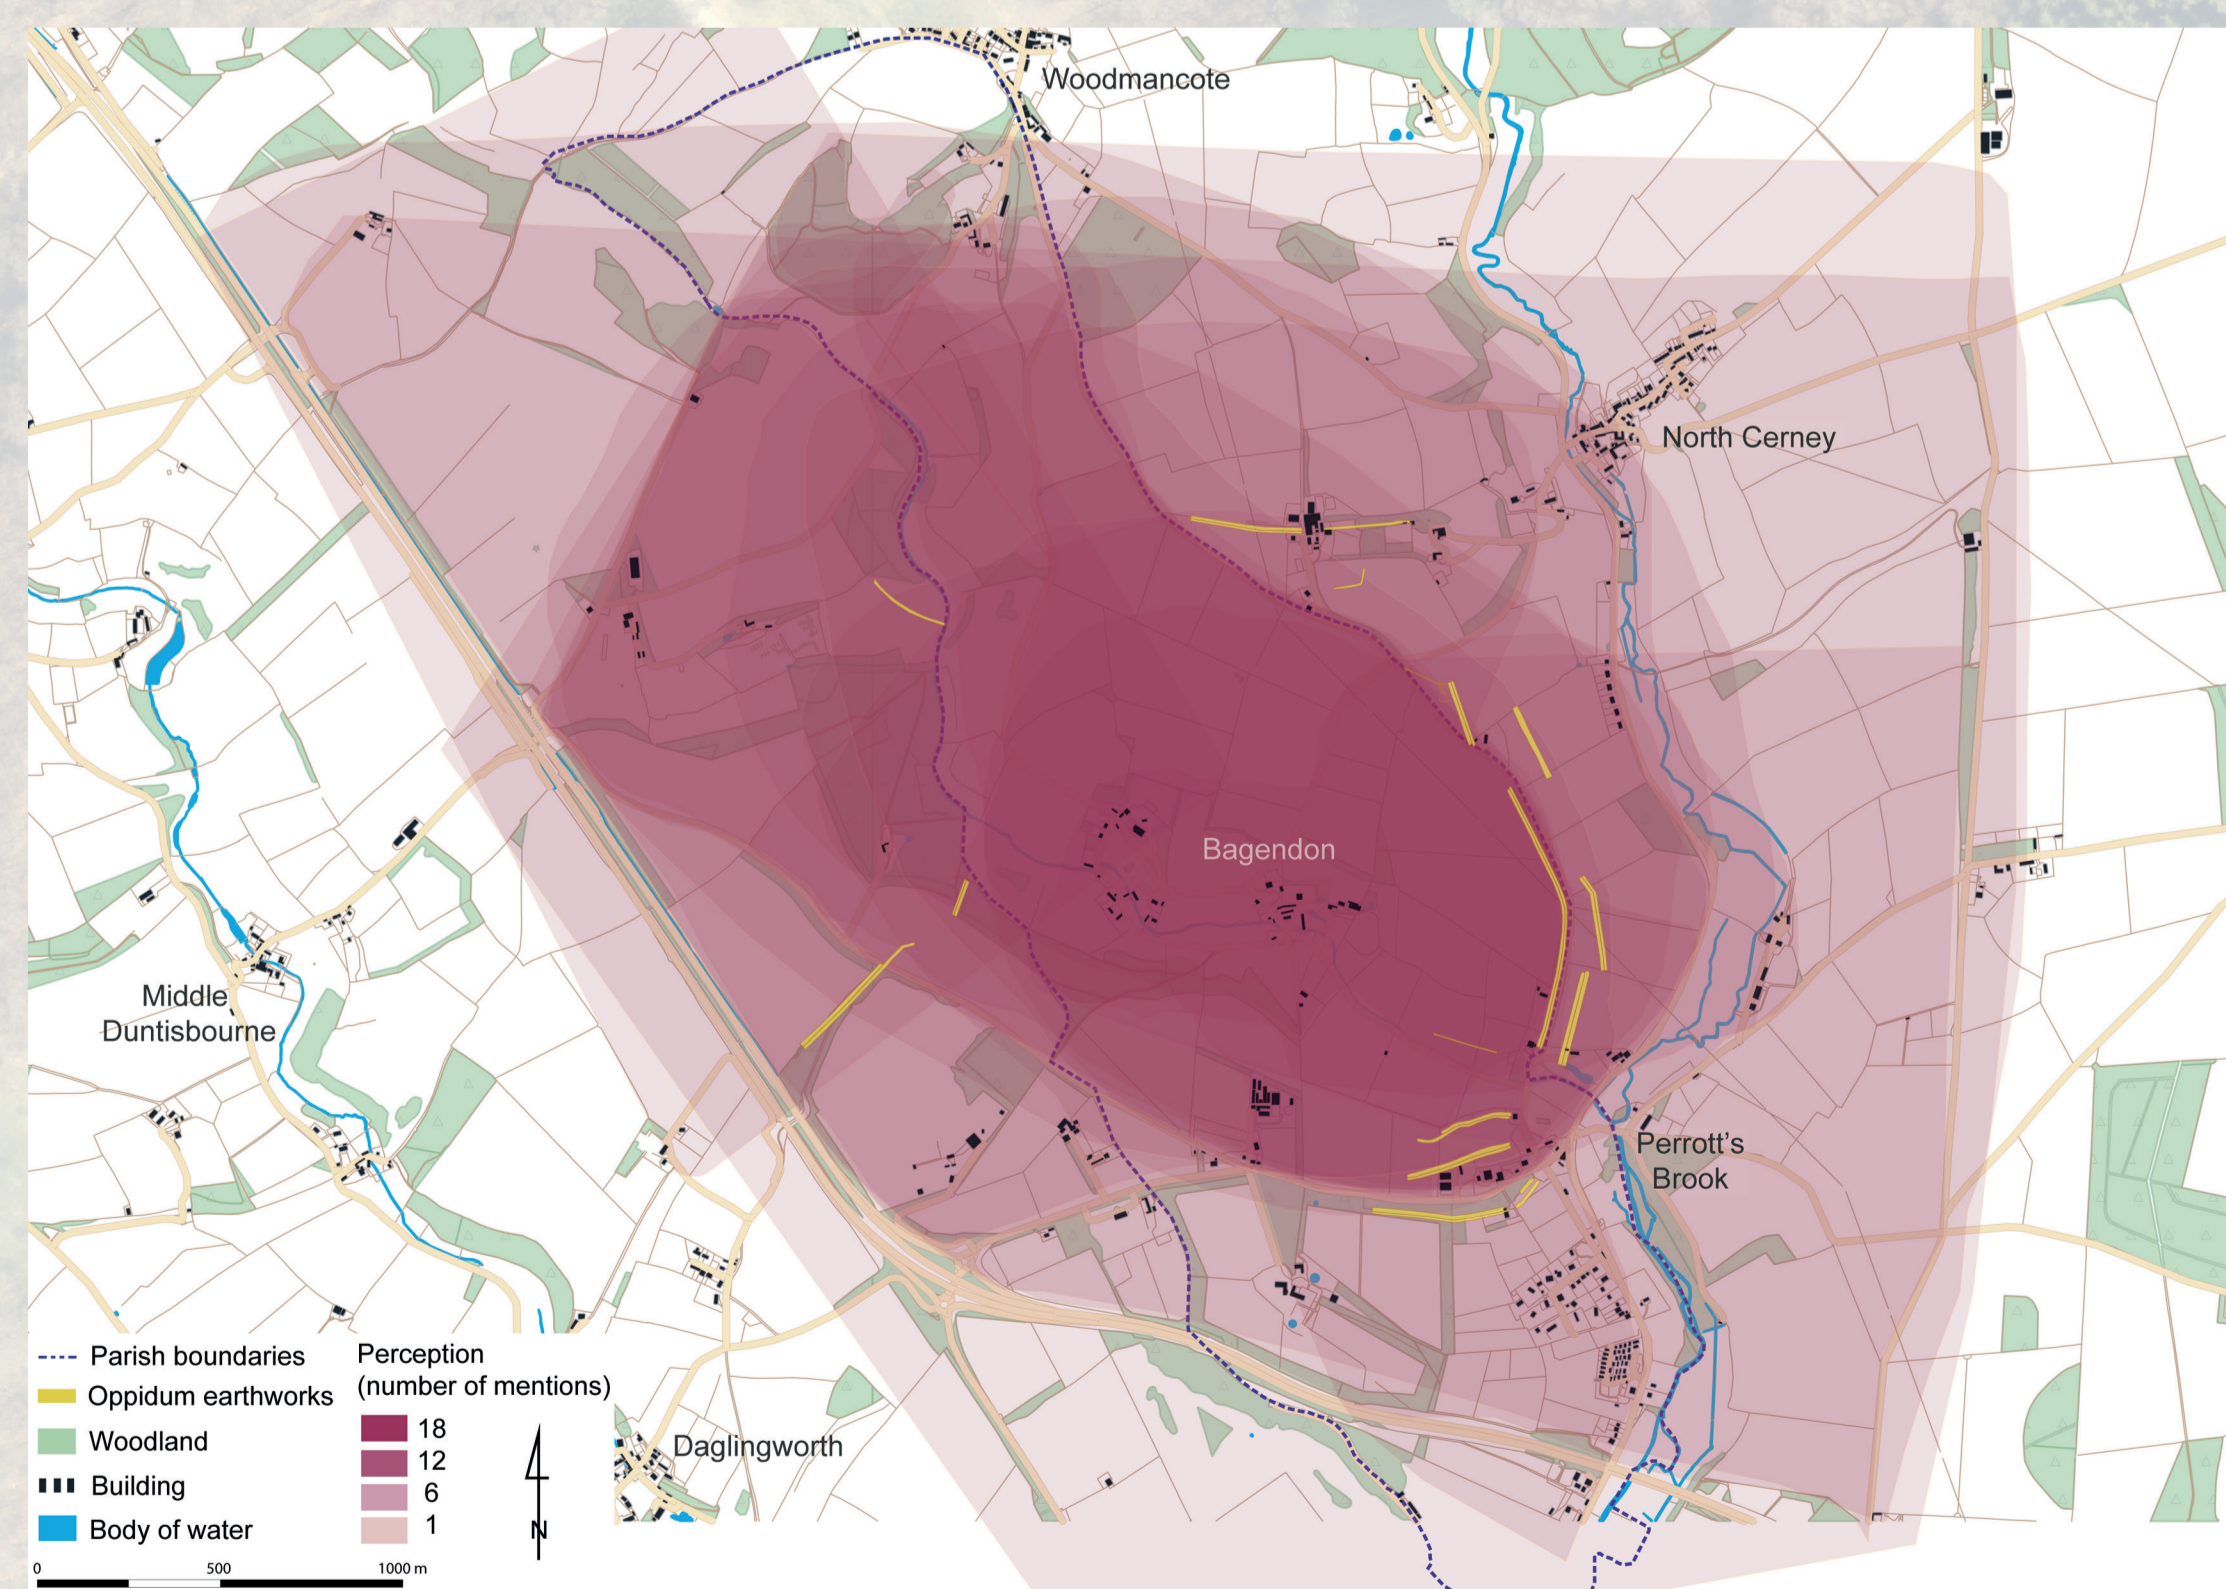 Woodmancote
North Cerney
Bagendon
Middle
Duntisbourne
Perrott's
Brook
Daglingworth
Parish boundaries
Oppidum earthworks
Woodland
Building
Body of water
Perception
(number of mentions)
18
12
6
1
N
0 500 1000 m